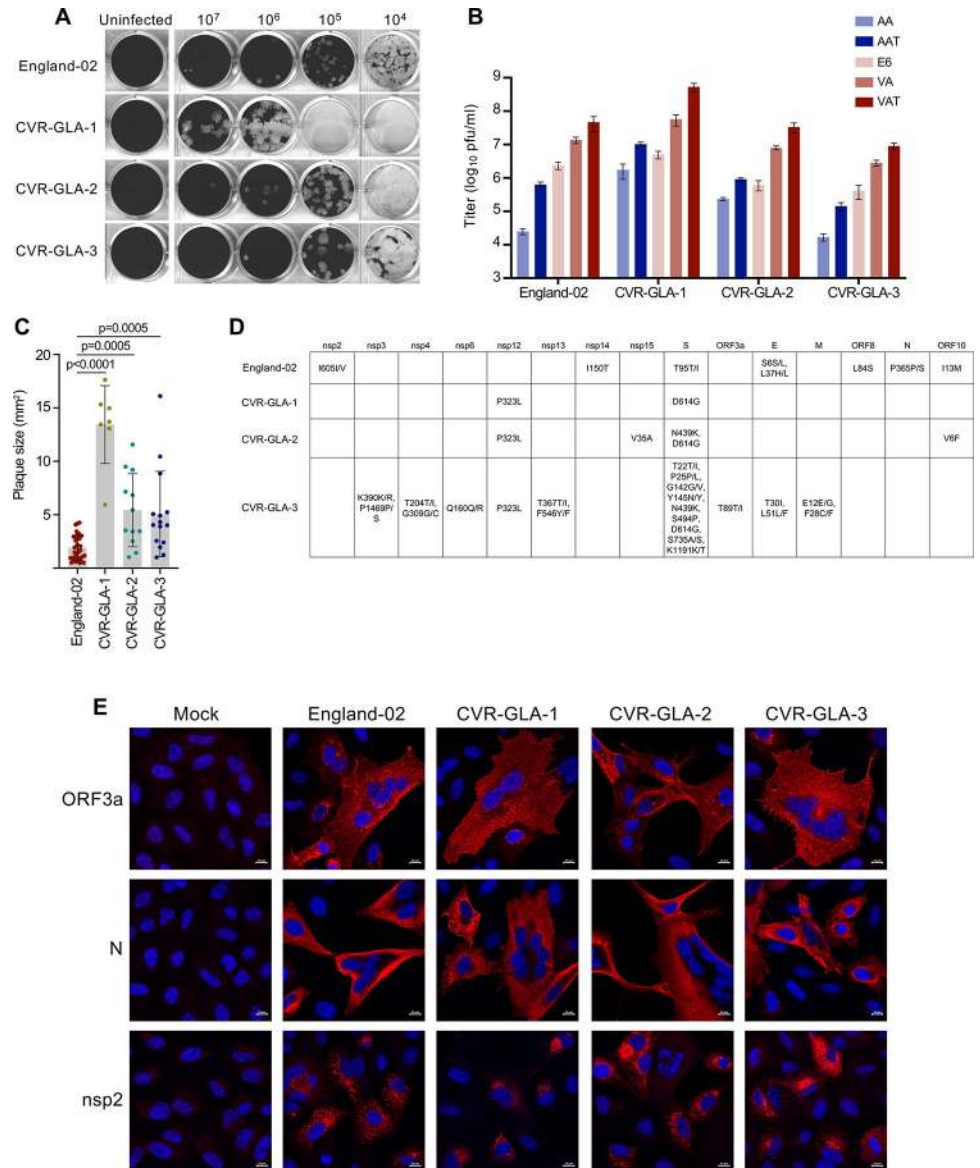 A
Uninfected 10⁷ 10⁶ 10⁵ 10⁴
England-02
CVR-GLA-1
CVR-GLA-2
CVR-GLA-3
B
AA
AAT
E6
VA
VAT
Titer (log₁₀ pfu/ml)
9
8
7
6
5
4
3
England-02 CVR-GLA-1 CVR-GLA-2 CVR-GLA-3
C
p=0.0005
p=0.0005
p<0.0001
Plaque size (mm²)
20
15
10
5
England-02
CVR-GLA-1
CVR-GLA-2
CVR-GLA-3
D
nsp2 nsp3 nsp4 nsp6 nsp12 nsp13 nsp14 nsp15 S ORF3a E M ORF8 N ORF10
England-02 I605I/V I150T T95T/I S6S/L, L37H/L L84S P365P/S I13M
CVR-GLA-1 P323L D614G
CVR-GLA-2 P323L V35A N439K, D614G V6F
CVR-GLA-3 K390K/R, P1469P/S T204T/I, G309G/C Q160Q/R P323L T367T/I, F546Y/F T22T/I, P25P/L, G142G/V, Y145N/Y, N439K, S494P, D614G, S735A/S, K1191K/T T89T/I T30I, L51L/F E12E/G, F28C/F
E
Mock England-02 CVR-GLA-1 CVR-GLA-2 CVR-GLA-3
ORF3a
N
nsp2